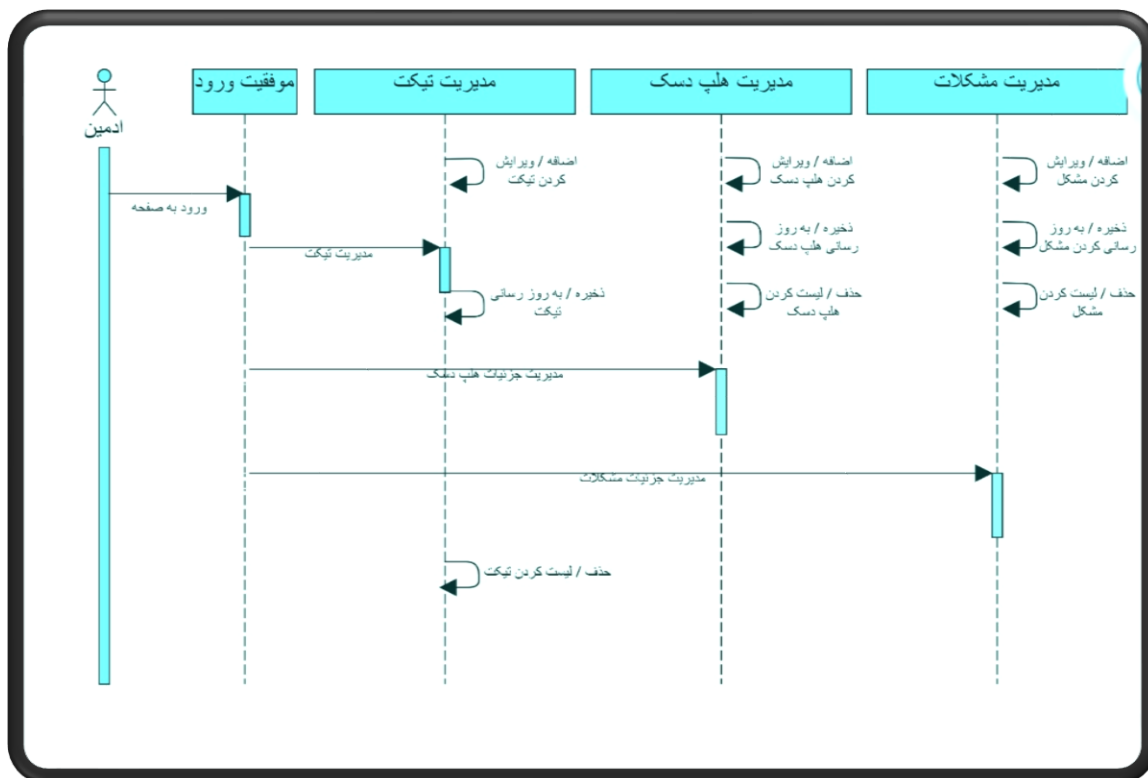 مدیریت مشکلات
مدیریت هلپ دسک
مدیریت تیکت
موفقیت ورود
ادمین
اضافه / ویرایش
کردن مشکل
اضافه / ویرایش
کردن هلپ دسک
اضافه / ویرایش
کردن تیکت
ورود به صفحه
ذخیره / به روز
رسانی کردن مشکل
ذخیره / به روز
رسانی هلپ دسک
مدیریت تیکت
حذف / لیست کردن
مشکل
حذف / لیست کردن
هلپ دسک
ذخیره / به روز رسانی
تیکت
مدیریت جزئیات هلپ دسک
مدیریت جزئیات مشکلات
حذف / لیست کردن تیکت